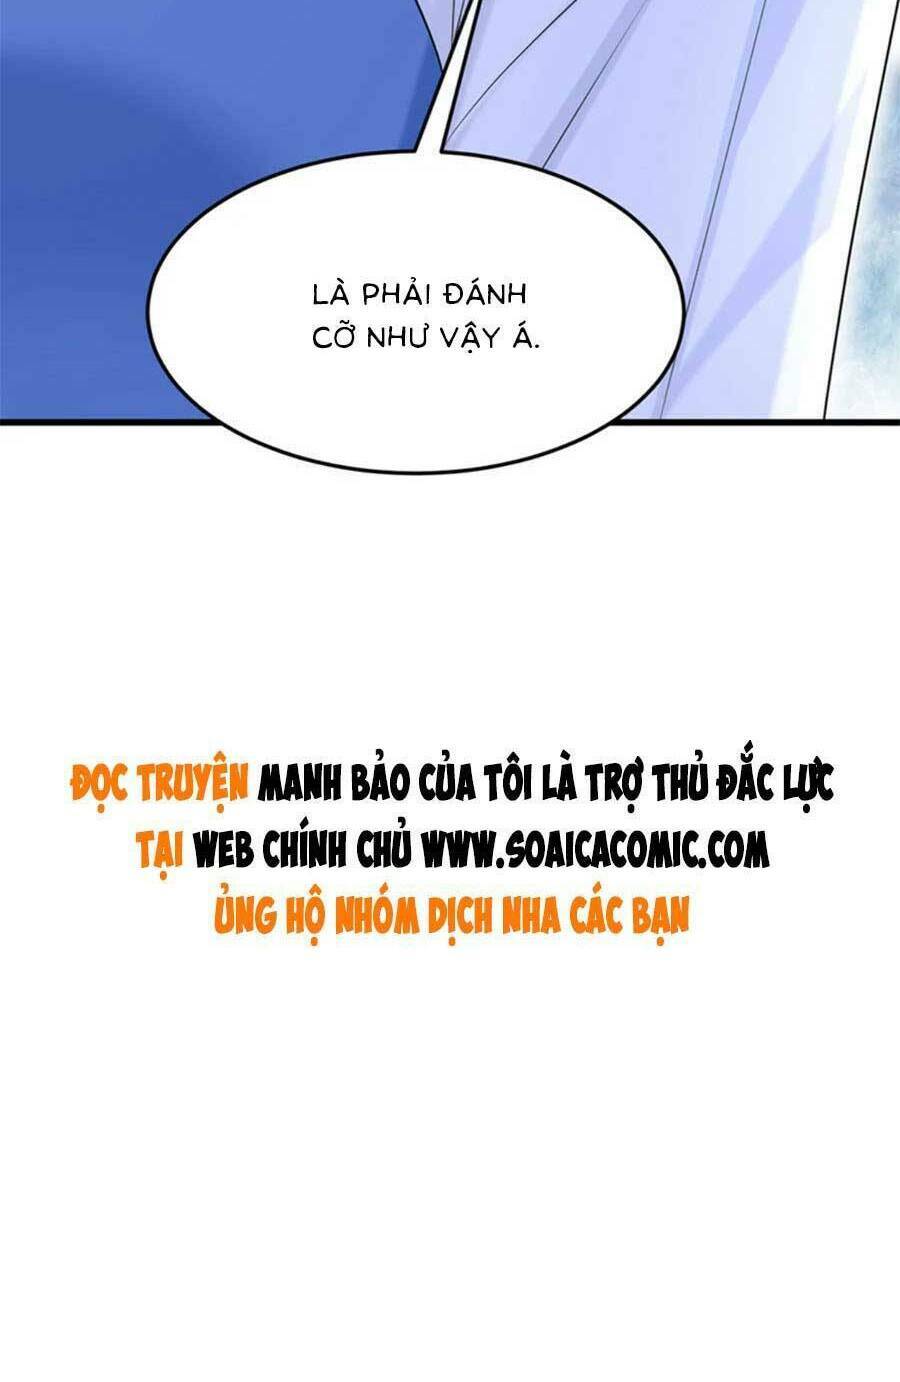 LÀ PHẢI ĐÁNH
CỠ NHƯ VẬY Á.
ĐỌC TRUYỆN MANH BẢO CỦA TÔI LÀ TRỢ THỦ ĐẮC LỰC
TẠI WEB CHÍNH CHỦ WWW.SOAICACOMIC.COM
ỦNG HỘ NHÓM DỊCH NHA CÁC BẠN